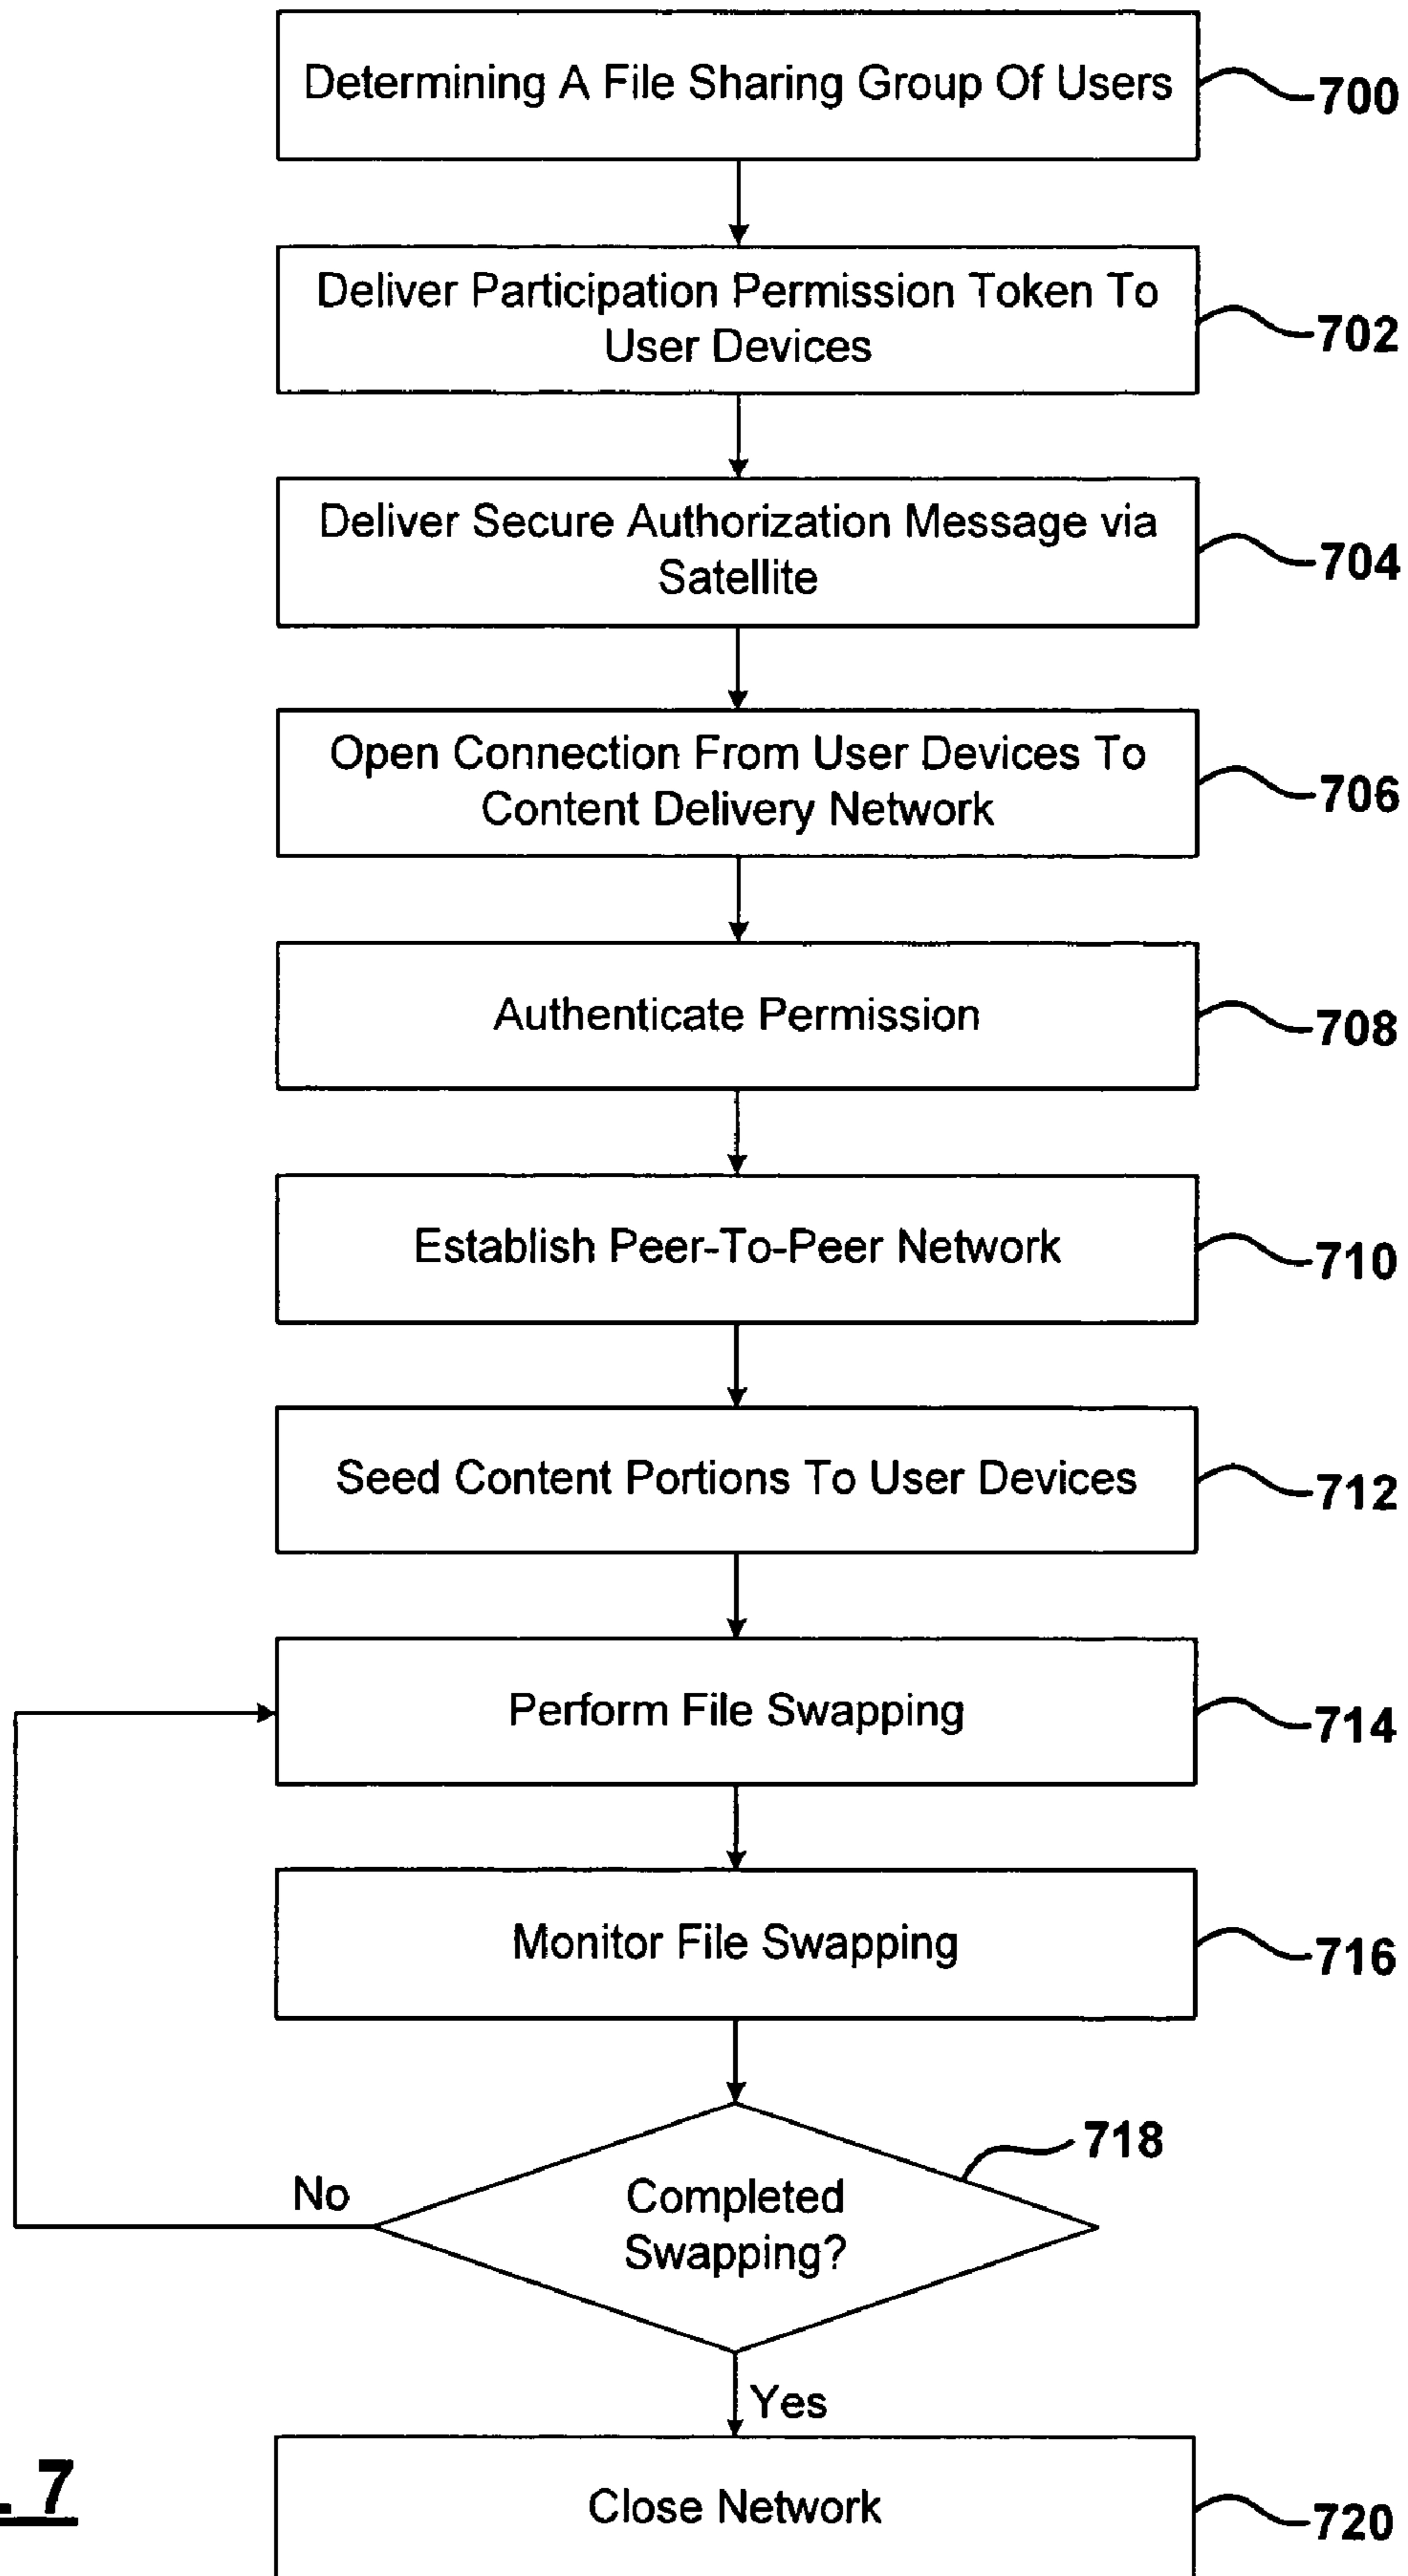 Determining A File Sharing Group Of Users
700
Deliver Participation Permission Token To
User Devices
702
Deliver Secure Authorization Message via
Satellite
704
Open Connection From User Devices To
Content Delivery Network
706
Authenticate Permission
708
Establish Peer-To-Peer Network
710
Seed Content Portions To User Devices
712
Perform File Swapping
714
Monitor File Swapping
716
718
No
Completed
Swapping?
Yes
. 7
Close Network
720